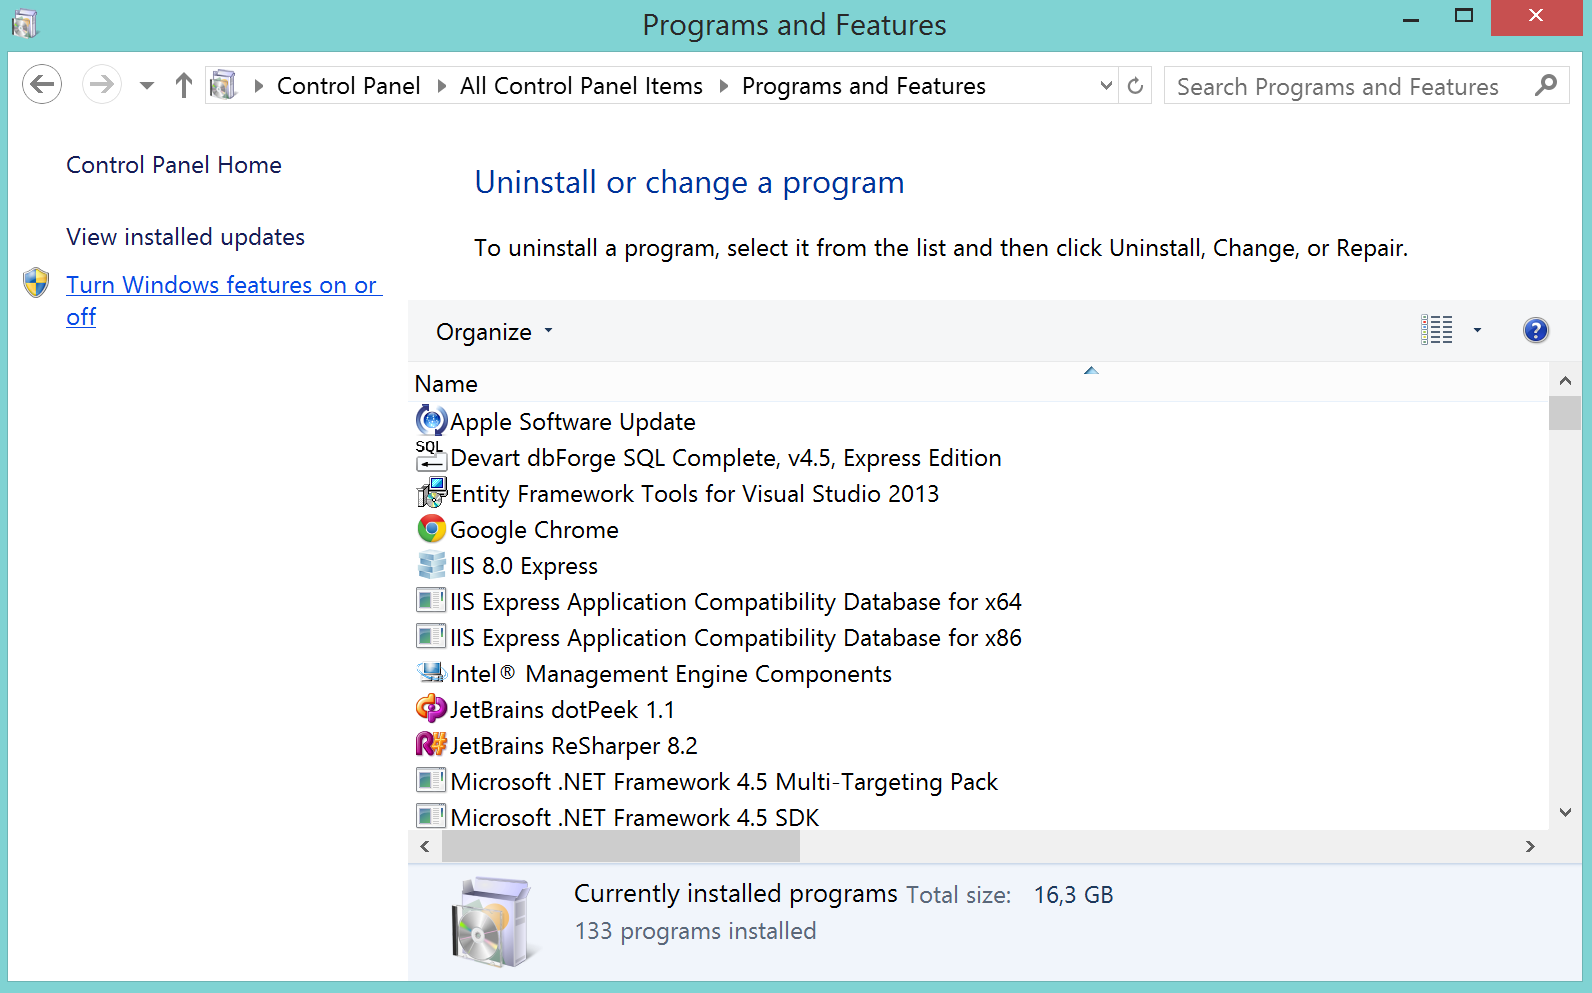 Programs and Features
Control Panel All Control Panel Items Programs and Features
Search Programs and Features
Control Panel Home
View installed updates
Turn Windows features on or
off
Uninstall or change a program
To uninstall a program, select it from the list and then click Uninstall, Change, or Repair.
Organize
Name
Apple Software Update
SQL
Devart dbForge SQL Complete, v4.5, Express Edition
Entity Framework Tools for Visual Studio 2013
Google Chrome
IIS 8.0 Express
IIS Express Application Compatibility Database for x64
IIS Express Application Compatibility Database for x86
Intel® Management Engine Components
JetBrains dotPeek 1.1
R# JetBrains ReSharper 8.2
Microsoft .NET Framework 4.5 Multi-Targeting Pack
Microsoft .NET Framework 4.5 SDK
Currently installed programs Total size: 16,3 GB
133 programs installed